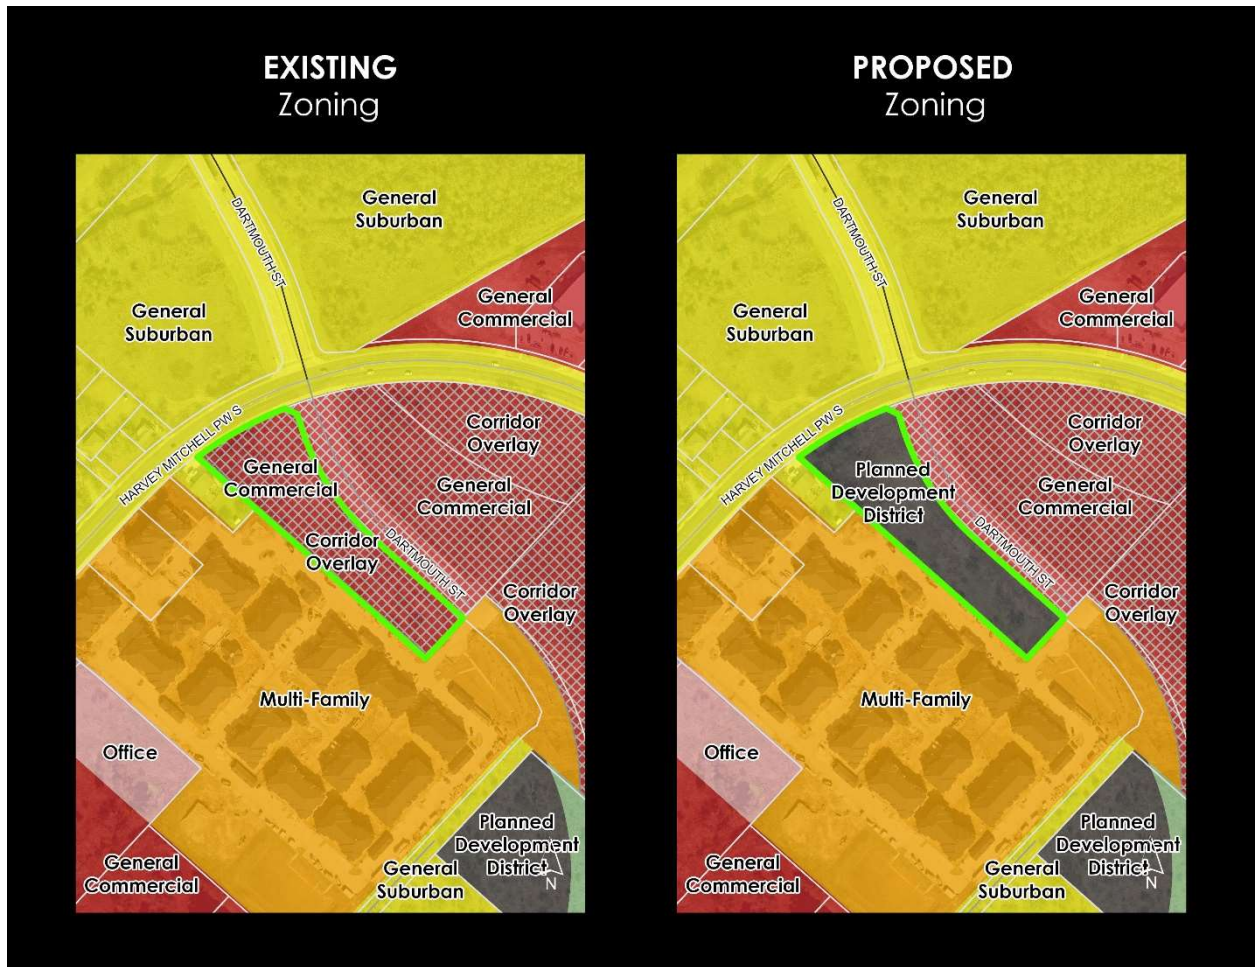 EXISTING
Zoning
PROPOSED
Zoning
General
Suburban
DARTMOUTH ST
General
Commercial
General
Suburban
HARVEY MITCHELL PW S
Corridor
Overlay
General
Commercial
General
Commercial
Corridor
Overlay
DARTMOUTH ST
Corridor
Overlay
Multi-Family
Office
General
Commercial
General
Suburban
Planned
Development
District
N
General
Suburban
DARTMOUTH ST
General
Commercial
General
Suburban
HARVEY MITCHELL PW S
Corridor
Overlay
Planned
Development
District
General
Commercial
DARTMOUTH ST
Corridor
Overlay
Multi-Family
Office
General
Commercial
General
Suburban
Planned
Development
District
N